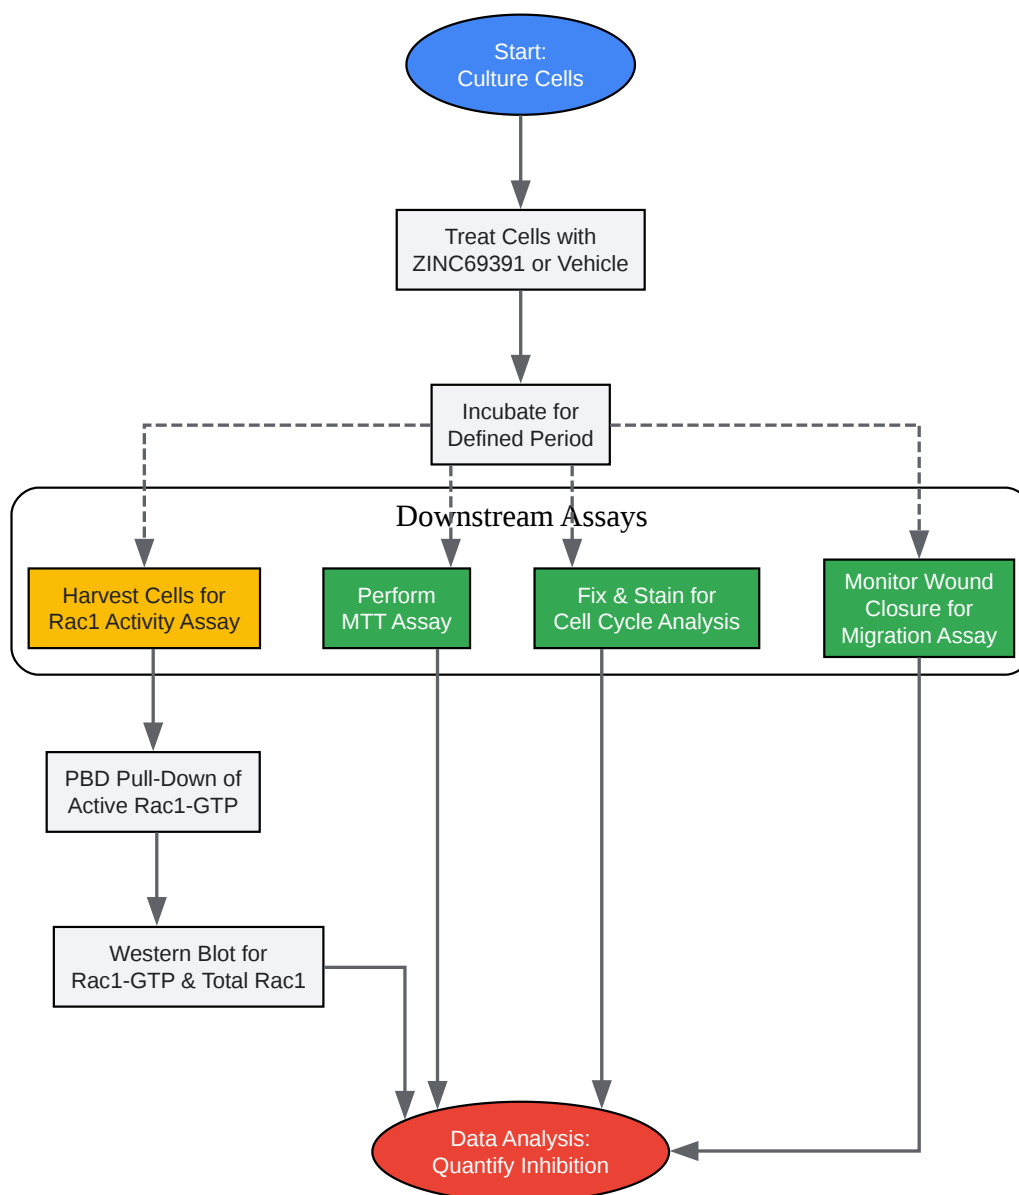 Start:
Culture Cells
Treat Cells with
ZINC69391 or Vehicle
Incubate for
Defined Period
Downstream Assays
Harvest Cells for
Rac1 Activity Assay
Perform
MTT Assay
Fix & Stain for
Cell Cycle Analysis
Monitor Wound
Closure for
Migration Assay
PBD Pull-Down of
Active Rac1-GTP
Western Blot for
Rac1-GTP & Total Rac1
Data Analysis:
Quantify Inhibition